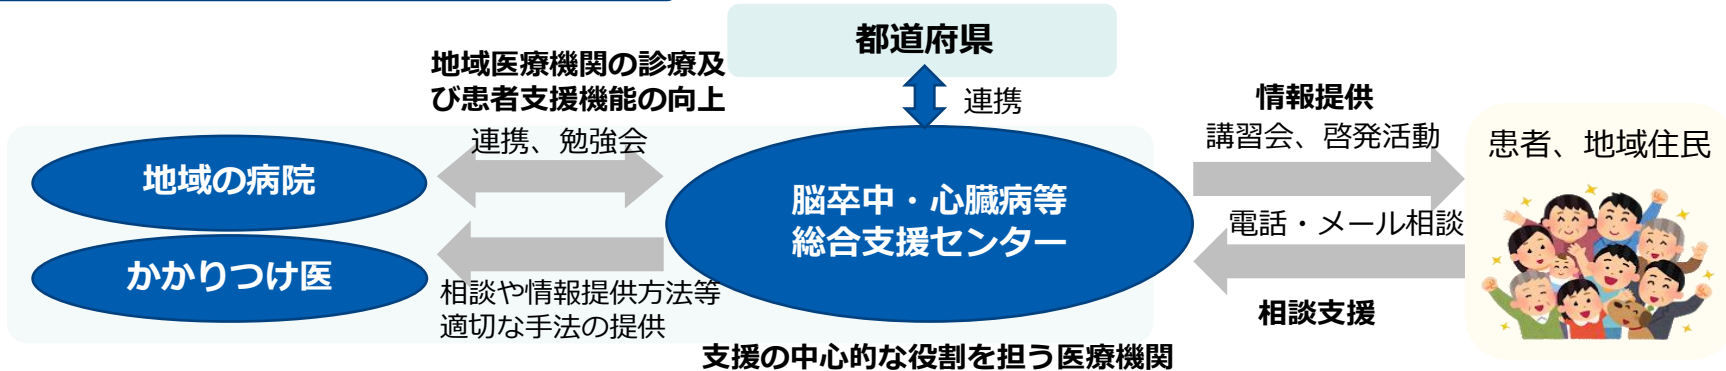 都道府県
連携
地域医療機関の診療及
び患者支援機能の向上
連携、勉強会
地域の病院
かかりつけ医
相談や情報提供方法等
適切な手法の提供
脳卒中・心臓病等
総合支援センター
支援の中心的な役割を担う医療機関
情報提供
講習会、啓発活動
電話・メール相談
相談支援
患者、地域住民